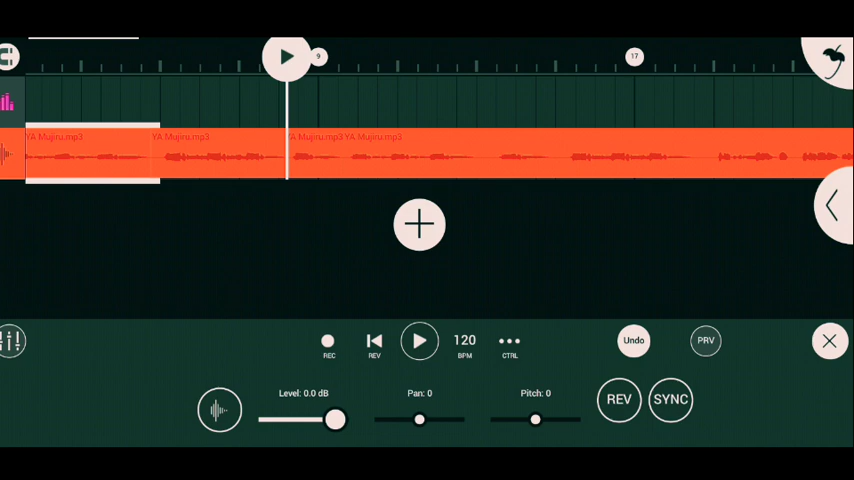 9
17
YA Mujiru.mp3
YA Mujiru.mp3
YA Mujiru.mp3
YA Mujiru.mp3
REC
REV
120
BPM
CTRL
Undo
PRV
Level: 0.0 dB
Pan: 0
Pitch: 0
REV
SYNC